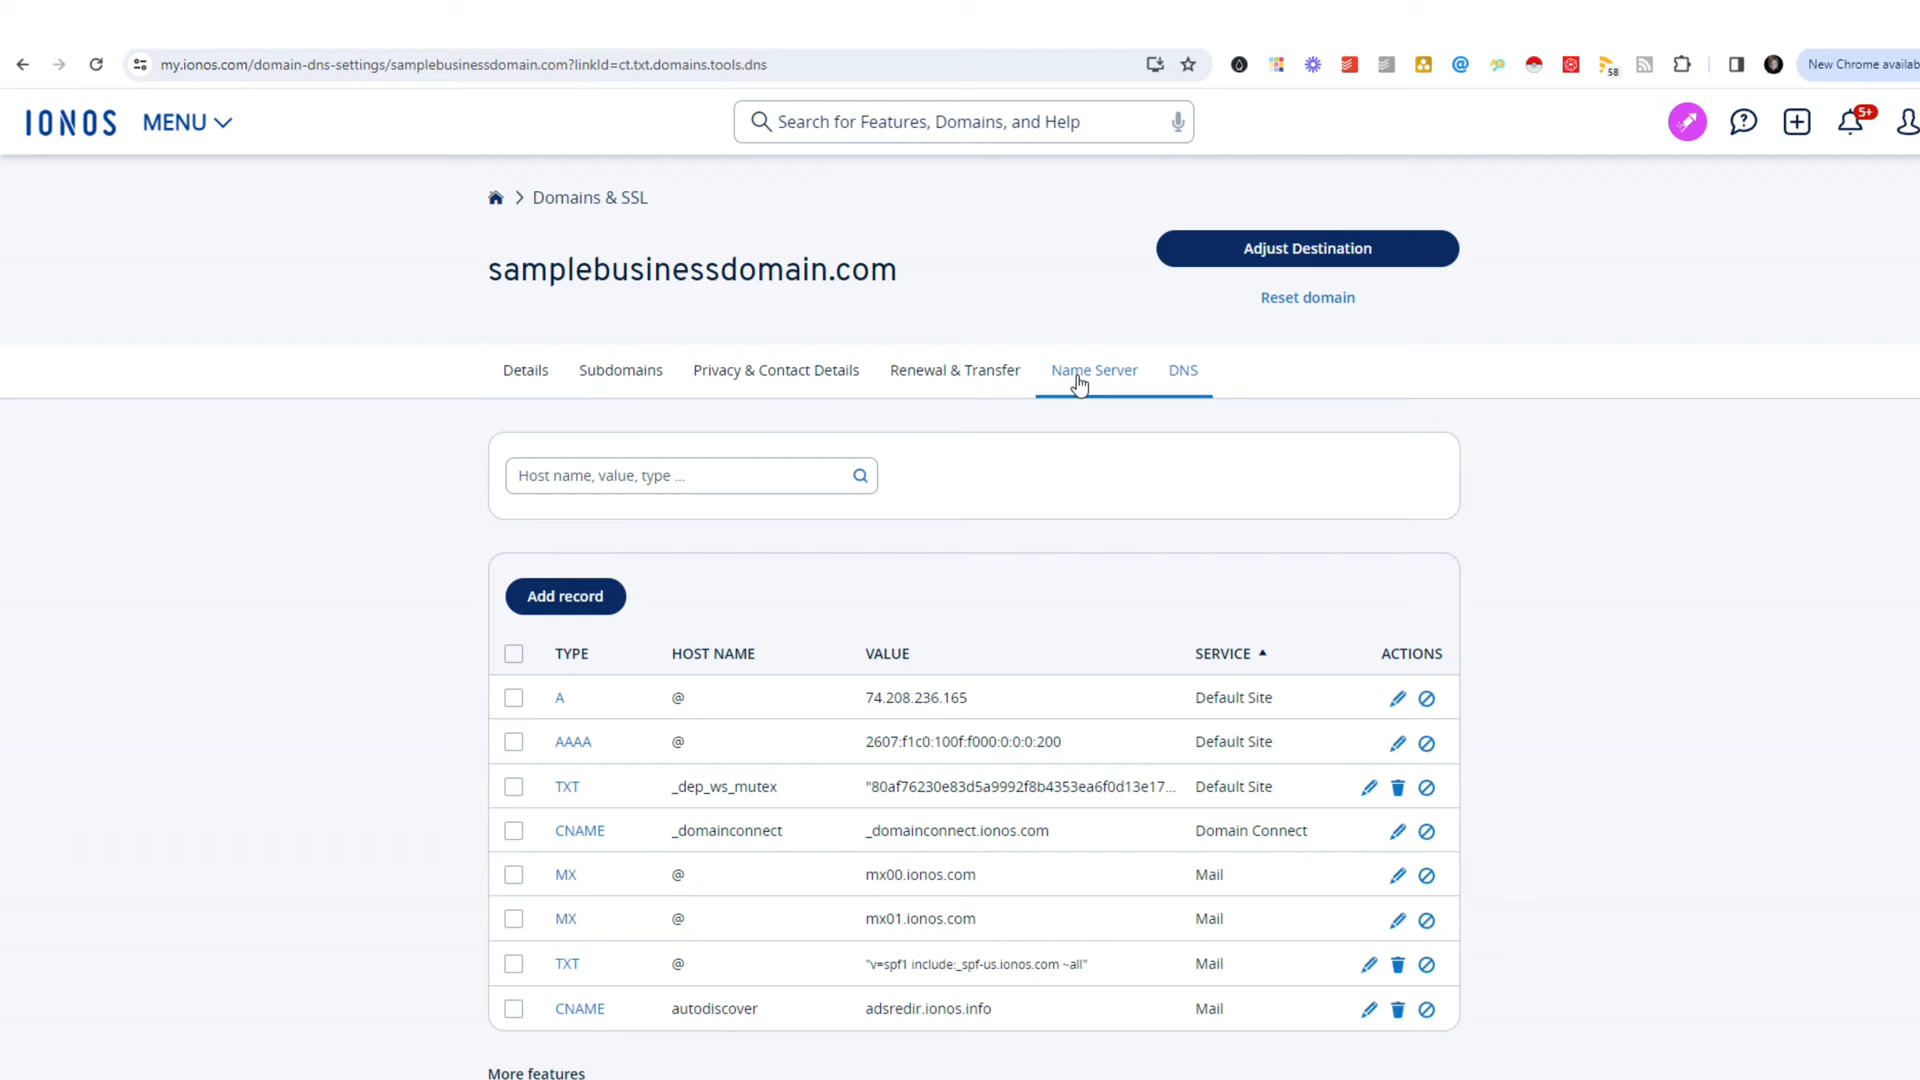 my.ionos.com/domain-dns-settings/samplebusinessdomain.com?linkId=ct.txt.domains.tools.dns
58
New Chrome availab
IONOS MENU
Search for Features, Domains, and Help
5+
Domains & SSL
samplebusinessdomain.com
Adjust Destination
Reset domain
Details Subdomains Privacy & Contact Details Renewal & Transfer Name Server DNS
Host name, value, type ...
Add record
TYPE HOST NAME VALUE SERVICE ACTIONS
A @ 74.208.236.165 Default Site
AAAA @ 2607:f1c0:100f:f000:0:0:0:200 Default Site
TXT _dep_ws_mutex "80af76230e83d5a9992f8b4353ea6f0d13e17... Default Site
CNAME _domainconnect _domainconnect.ionos.com Domain Connect
MX @ mx00.ionos.com Mail
MX @ mx01.ionos.com Mail
TXT @ "v=spf1 include:_spf-us.ionos.com ~all" Mail
CNAME autodiscover adsredir.ionos.info Mail
More features